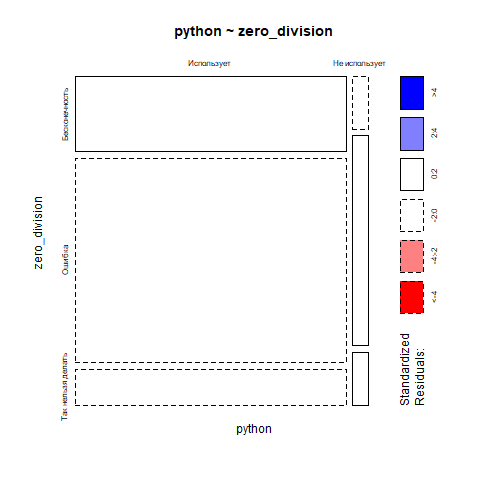 python ~ zero_division
Использует
Не использует
Бесконечность
Ошибка
Так нельзя делать
zero_division
python
>4
2:4
0:2
-2:0
-4:-2
<-4
Standardized
Residuals: